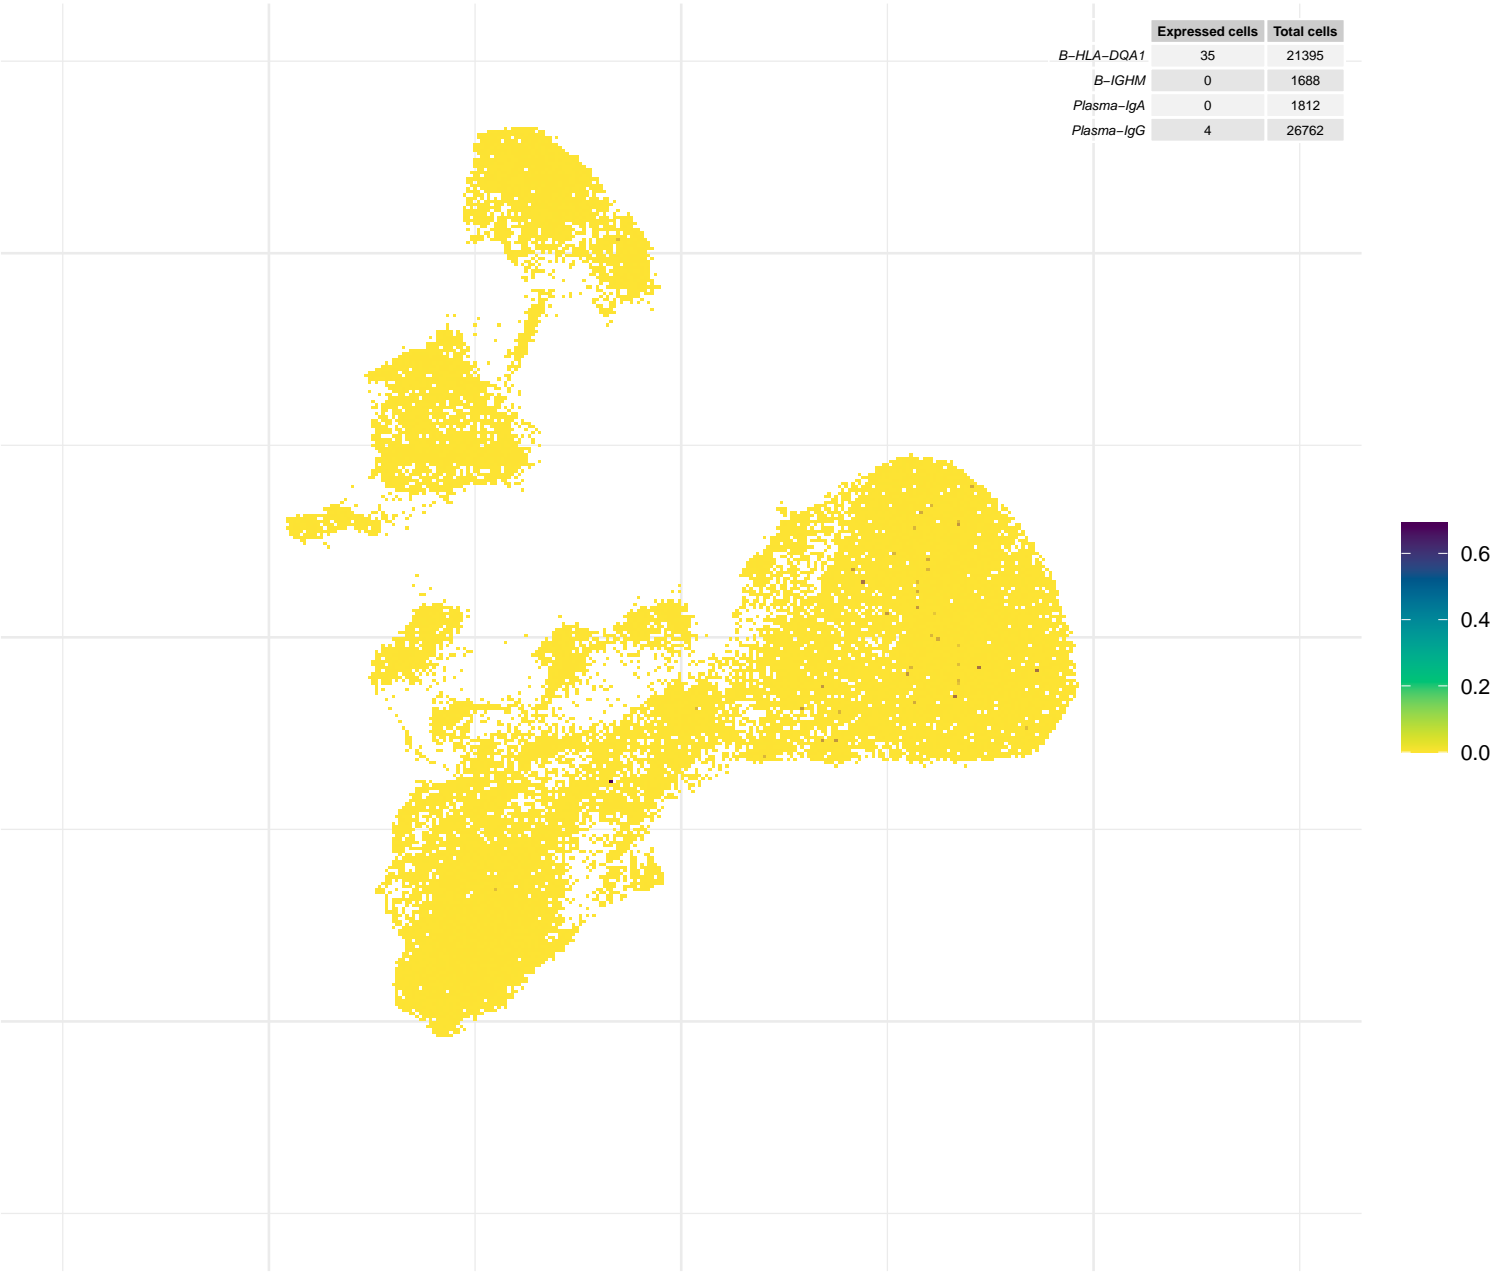 Expressed cells Total cells
B−HLA−DQA1 35 21395
B−IGHM 0 1688
Plasma−IgA 0 1812
Plasma−IgG 4 26762
0.6
0.4
0.2
0.0